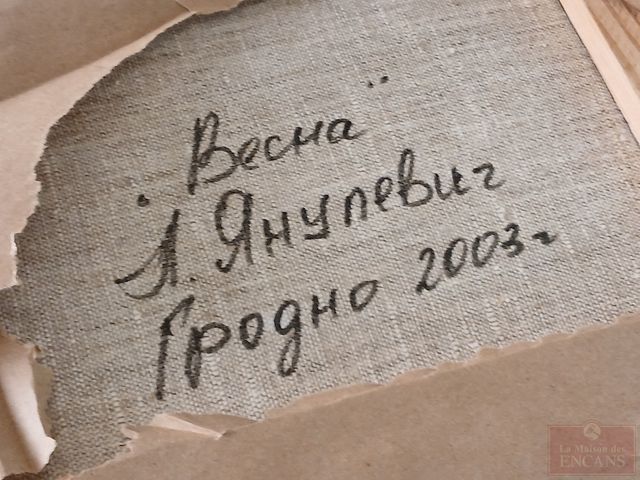 "Весна"
Л. Янулевич
Гродно 2003г
La Maison des
ENCANS